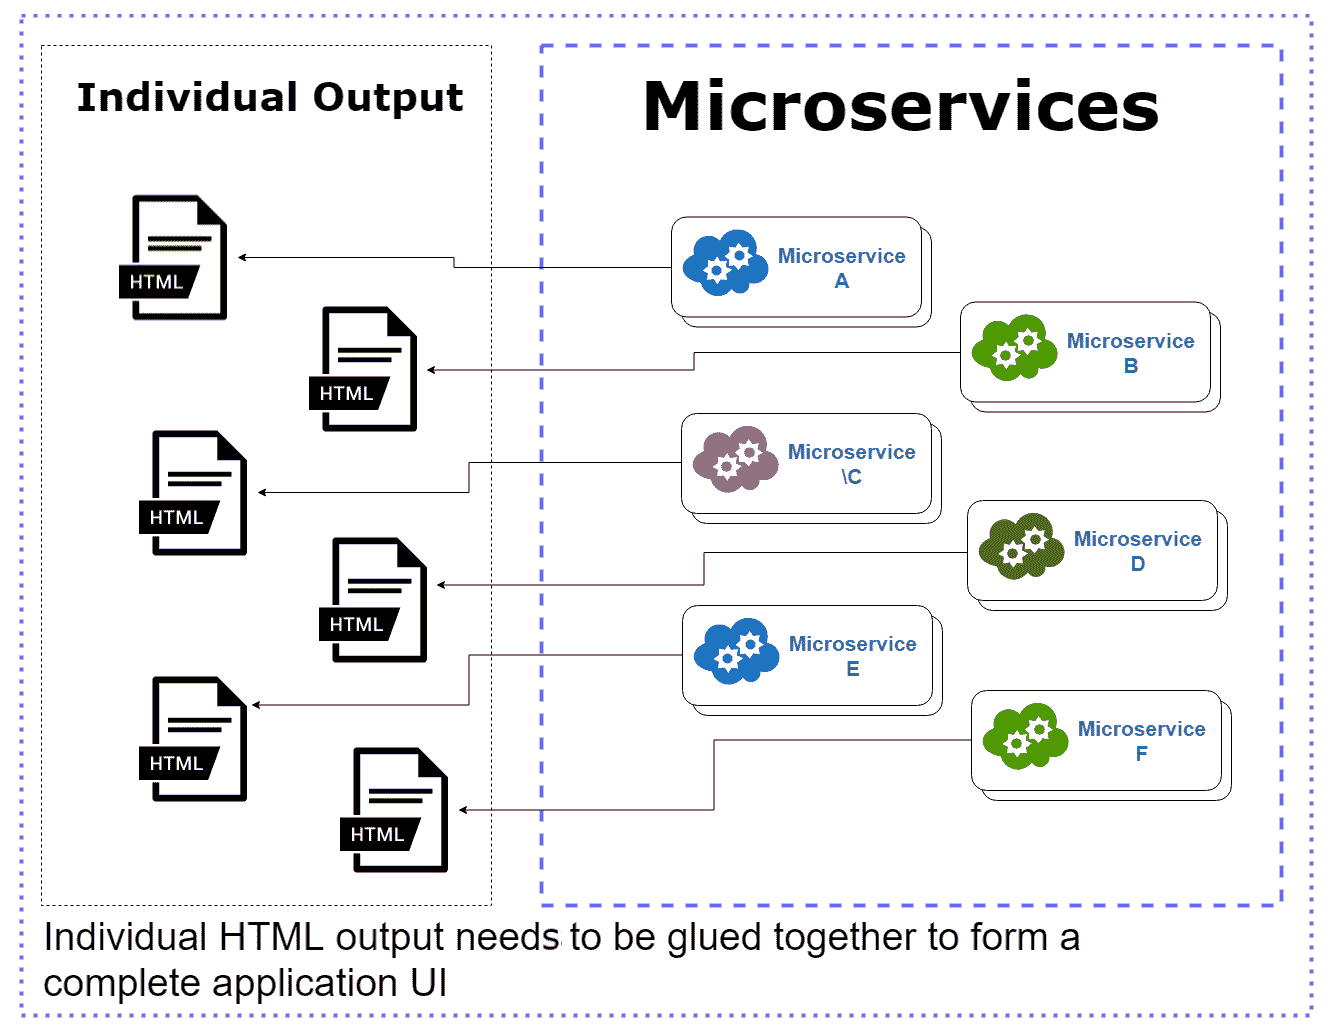 Individual Output
Microservices
HTML
Microservice
A
HTML
Microservice
B
HTML
Microservice
\C
HTML
Microservice
D
HTML
Microservice
E
HTML
Microservice
F
Individual HTML output needs to be glued together to form a
complete application UI